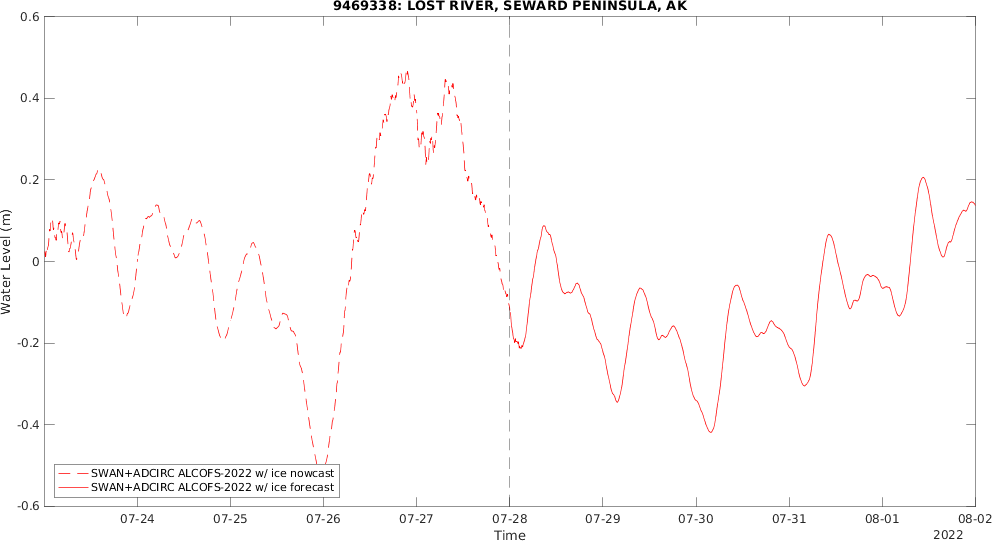 9469338: LOST RIVER, SEWARD PENINSULA, AK
0.6
0.4
0.2
0
-0.2
-0.4
-0.6
Water Level (m)
SWAN+ADCIRC ALCOFS-2022 w/ ice nowcast
SWAN+ADCIRC ALCOFS-2022 w/ ice forecast
07-24 07-25 07-26 07-27 07-28 07-29 07-30 07-31 08-01 08-02
Time
2022